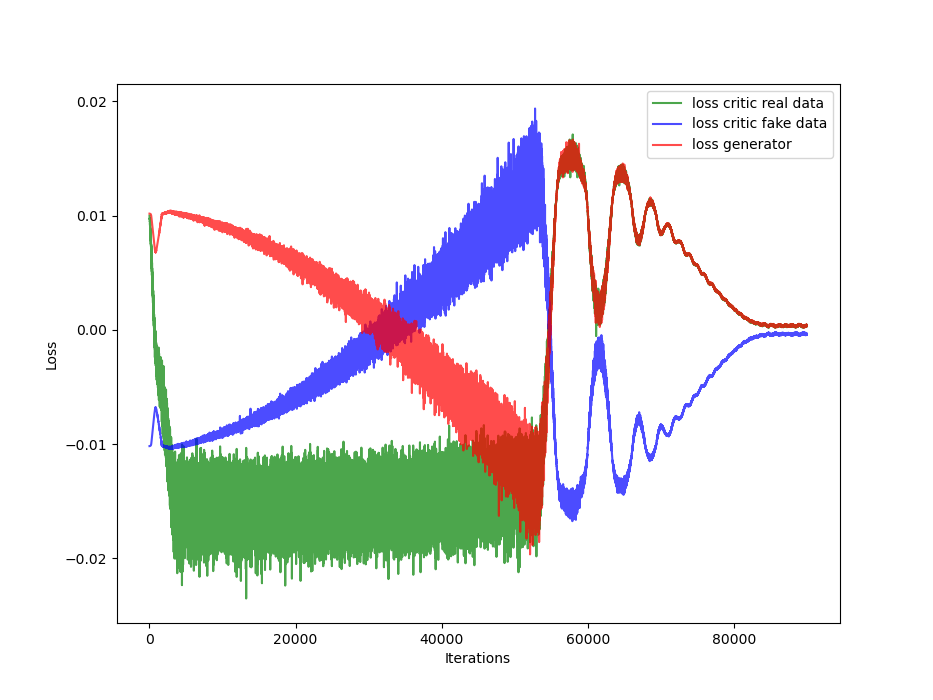 0.02
0.01
0.00
−0.01
−0.02
Loss
loss critic real data
loss critic fake data
loss generator
0
20000
40000
60000
80000
Iterations